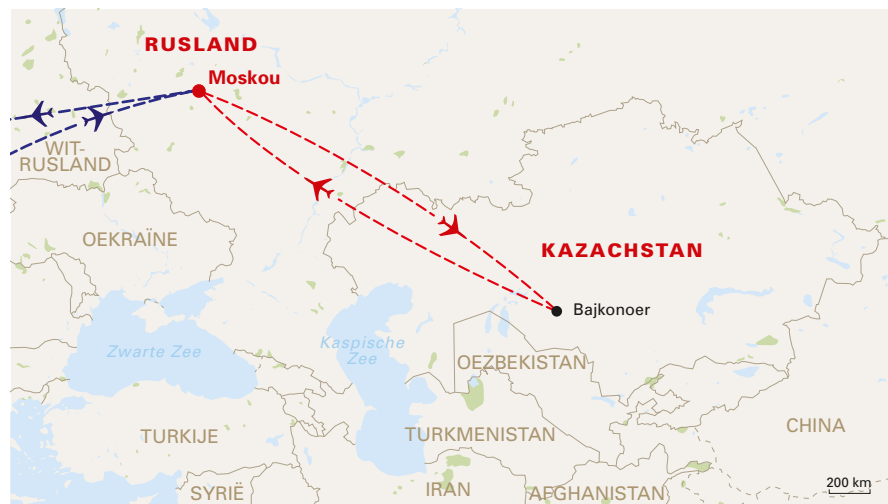 RUSLAND
Moskou
WIT-
RUSLAND
OEKRAÏNE
KAZACHSTAN
Bajkonoer
Zwarte Zee
Kaspische
Zee
OEZBEKISTAN
TURKIJE
TURKMENISTAN
CHINA
SYRIË
IRAN
AFGHANISTAN
200 km